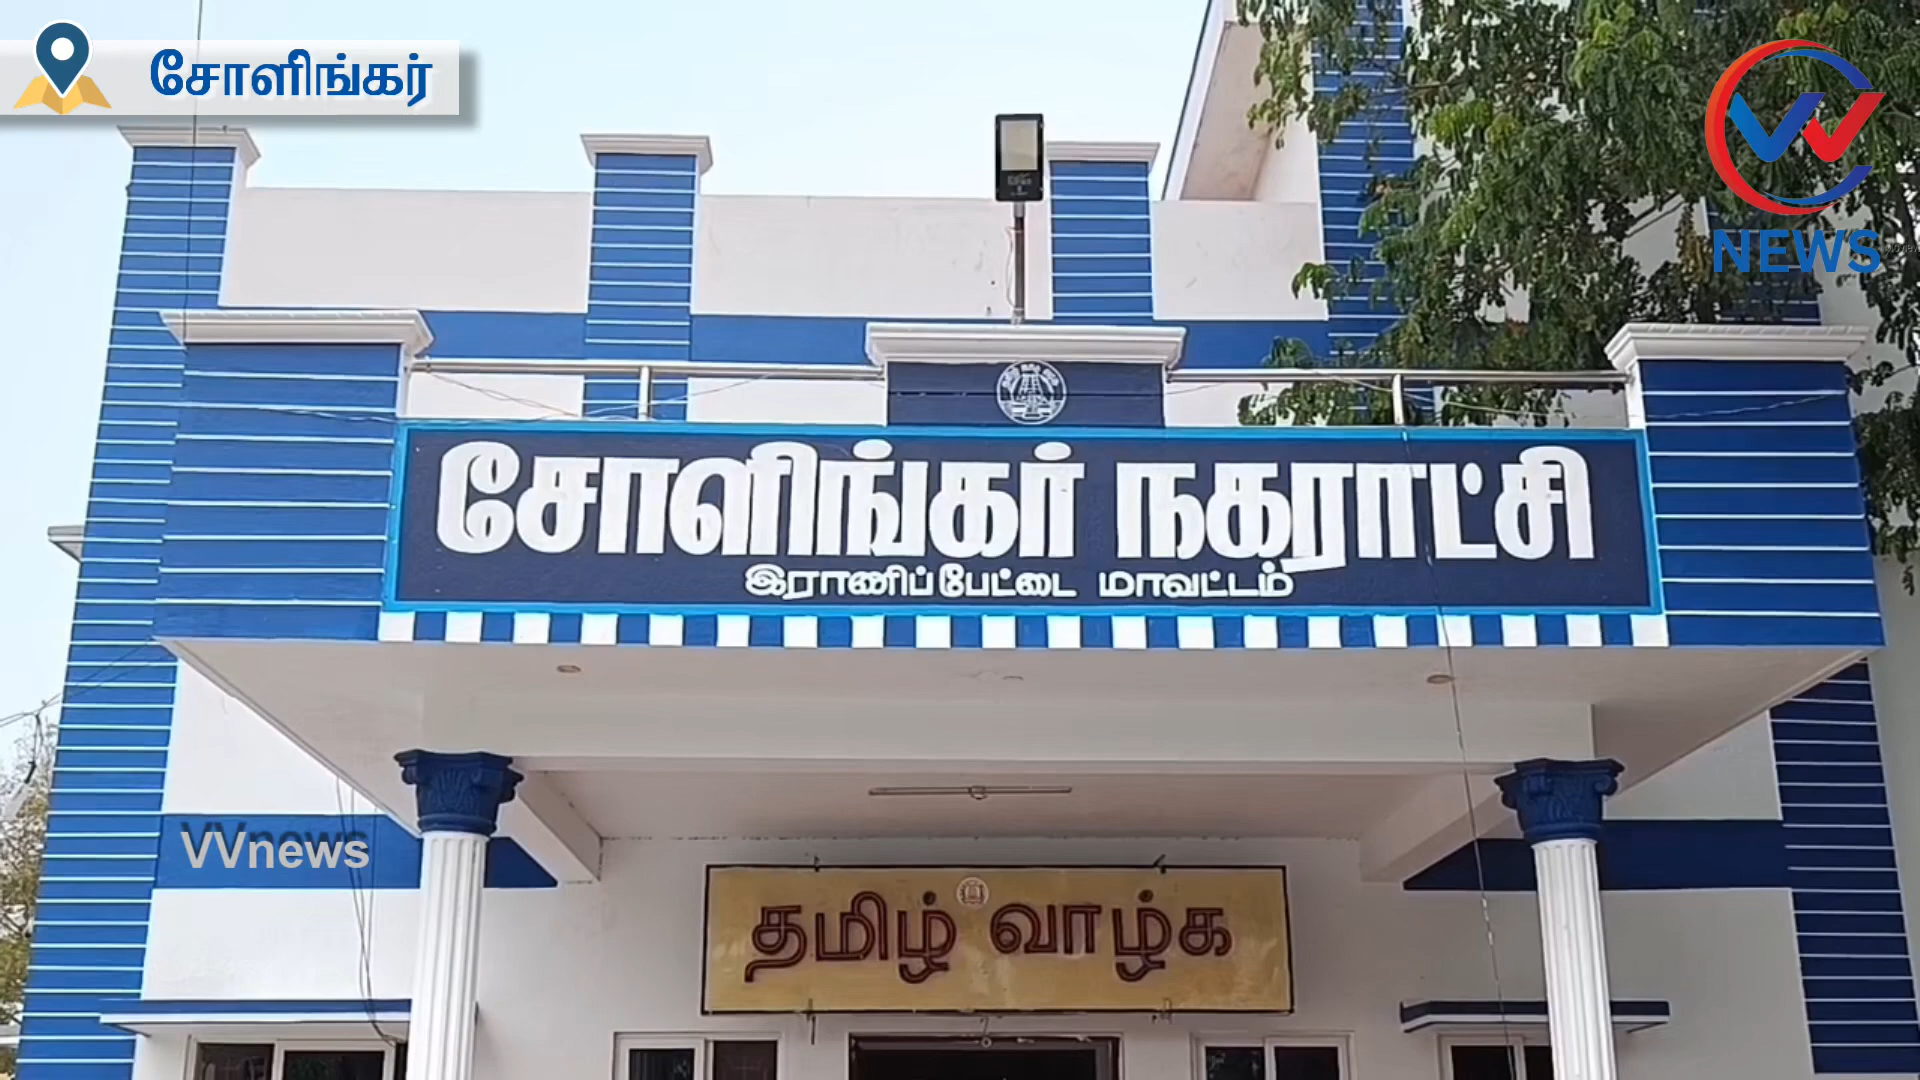 சோளிங்கர்
NEWS
சோளிங்கர் நகராட்சி
இராணிப்பேட்டை மாவட்டம்
VVnews
தமிழ் வாழ்க